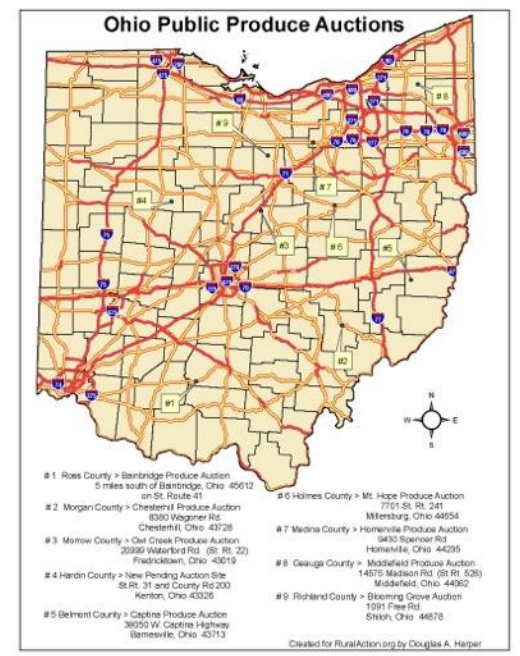 Ohio Public Produce Auctions
#8
#9
#7
#4
#3
#6
#5
#2
#1
N
W
E
S
#1 Ross County > Bainbridge Produce Auction
5 miles south of Bainbridge, Ohio 45612
on St. Route 41
#2 Morgan County > Chesterhill Produce Auction
8380 Wagoner Rd.
Chesterhill, Ohio 43728
#3 Morrow County > Owl Creek Produce Auction
20999 Waterford Rd. (St. Rt. 22)
Fredricktown, Ohio 43019
#4 Hardin County > New Pending Auction Site
St.Rt. 31 and County Rd 200
Kenton, Ohio 43326
#5 Belmont County > Captina Produce Auction
39050 W. Captina Highway
Barnesville, Ohio 43713
#6 Holmes County > Mt. Hope Produce Auction
7701 St. Rt. 241
Millersburg, Ohio 44654
#7 Medina County > Homerville Produce Auction
9430 Spencer Rd
Homerville, Ohio 44235
#8 Geauga County > Middlefield Produce Auction
14575 Madison Rd. (St.Rt. 528)
Middlefield, Ohio 44062
#9 Richland County > Blooming Grove Auction
1091 Free Rd.
Shiloh, Ohio 44878
Created for RuralAction.org by Douglas A. Harper